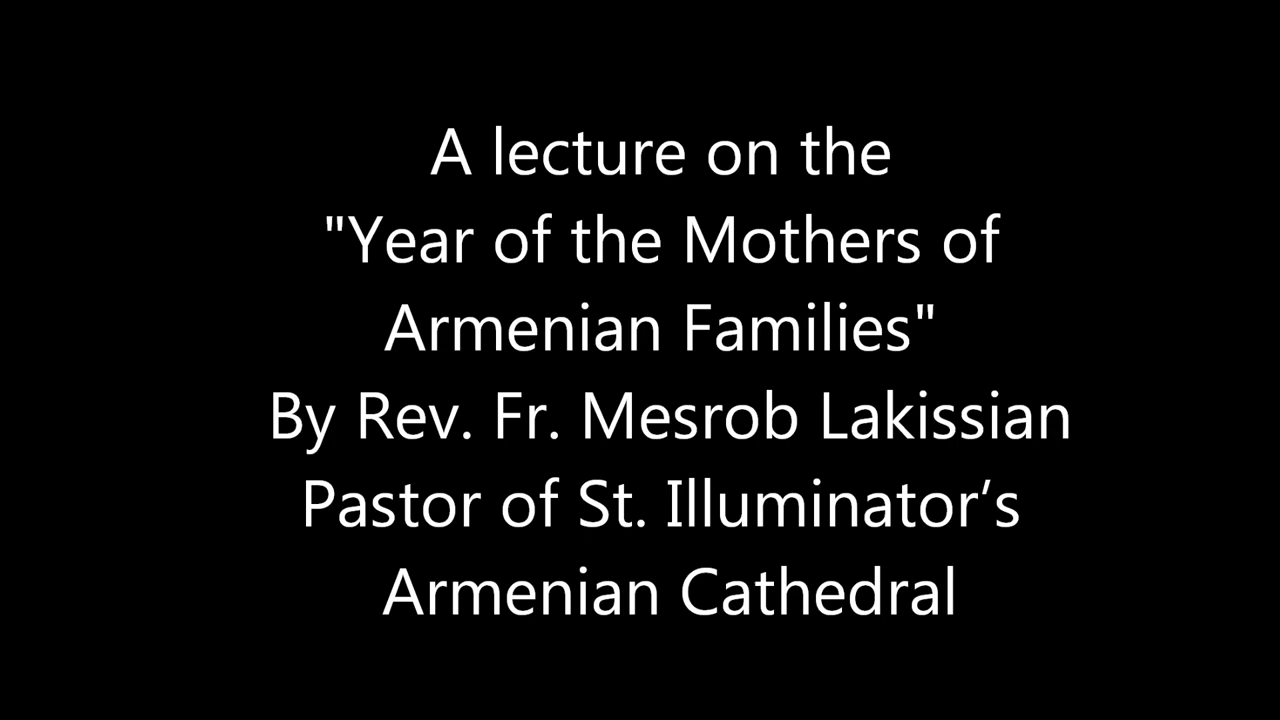 A lecture on the
"Year of the Mothers of
Armenian Families"
By Rev. Fr. Mesrob Lakissian
Pastor of St. Illuminator’s
Armenian Cathedral